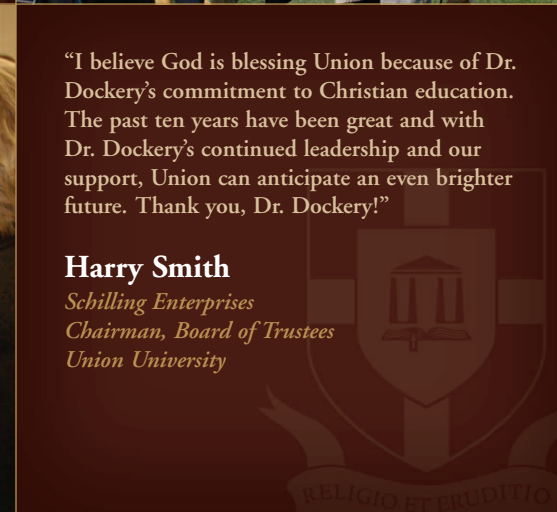 “I believe God is blessing Union because of Dr.
Dockery’s commitment to Christian education.
The past ten years have been great and with
Dr. Dockery’s continued leadership and our
support, Union can anticipate an even brighter
future. Thank you, Dr. Dockery!”
Harry Smith
Schilling Enterprises
Chairman, Board of Trustees
Union University
RELIGIO ET ERUDITIO